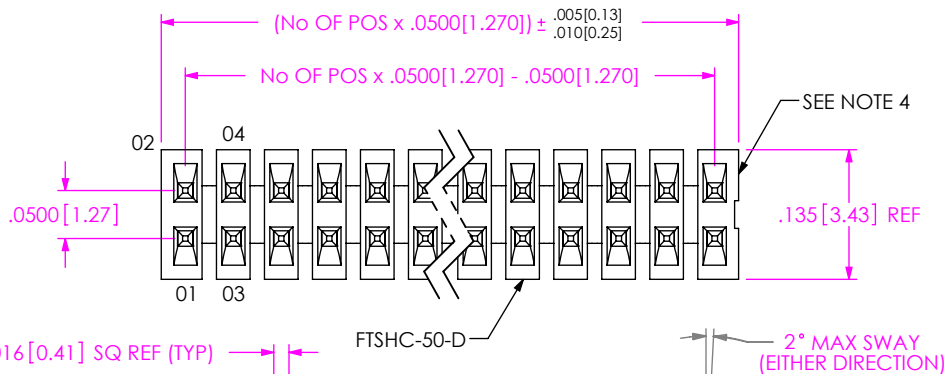 (No OF POS x .0500[1.270]) ± .005[0.13]
.010[0.25]
No OF POS x .0500[1.270] - .0500[1.270]
SEE NOTE 4
02
04
.0500[1.27]
.135[3.43] REF
01
03
FTSHC-50-D
016[0.41] SQ REF (TYP)
2° MAX SWAY
(EITHER DIRECTION)